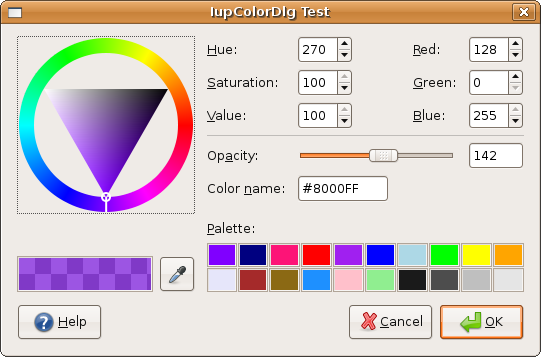 IupColorDlg Test
Hue: 270 Red: 128
Saturation: 100 Green: 0
Value: 100 Blue: 255
Opacity: 142
Color name: #8000FF
Palette:
Help Cancel OK